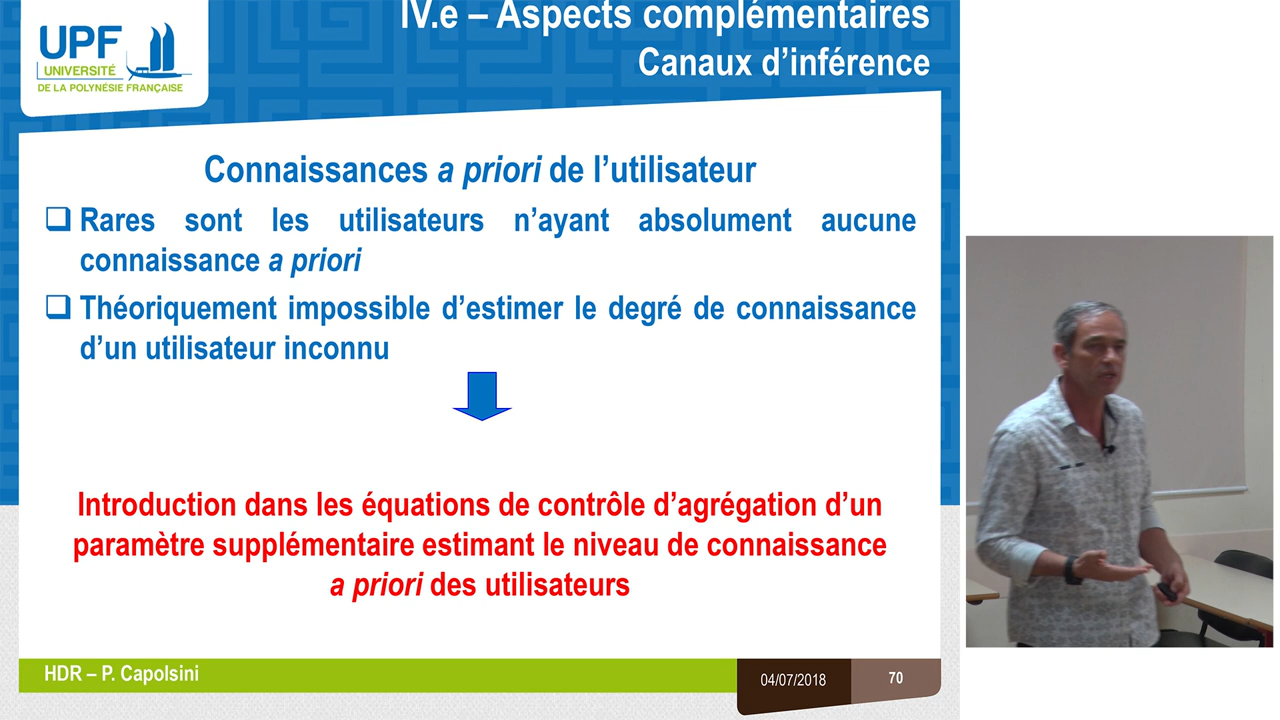 IV.e – Aspects complémentaires
Canaux d’inférence
UPF
UNIVERSITÉ
DE LA POLYNÉSIE FRANÇAISE
Connaissances a priori de l’utilisateur
Rares sont les utilisateurs n’ayant absolument aucune
connaissance a priori
Théoriquement impossible d’estimer le degré de connaissance
d’un utilisateur inconnu
Introduction dans les équations de contrôle d’agrégation d’un
paramètre supplémentaire estimant le niveau de connaissance
a priori des utilisateurs
HDR – P. Capolsini
04/07/2018
70